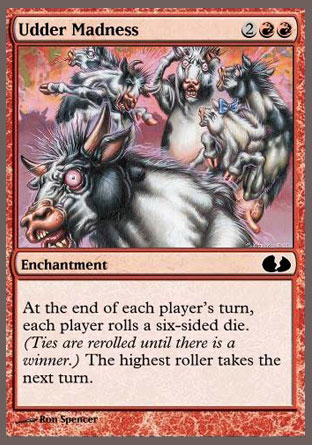 Udder Madness 2
Enchantment
At the end of each player's turn,
each player rolls a six-sided die.
(Ties are rerolled until there is a
winner.) The highest roller takes the
next turn.
Ron Spencer